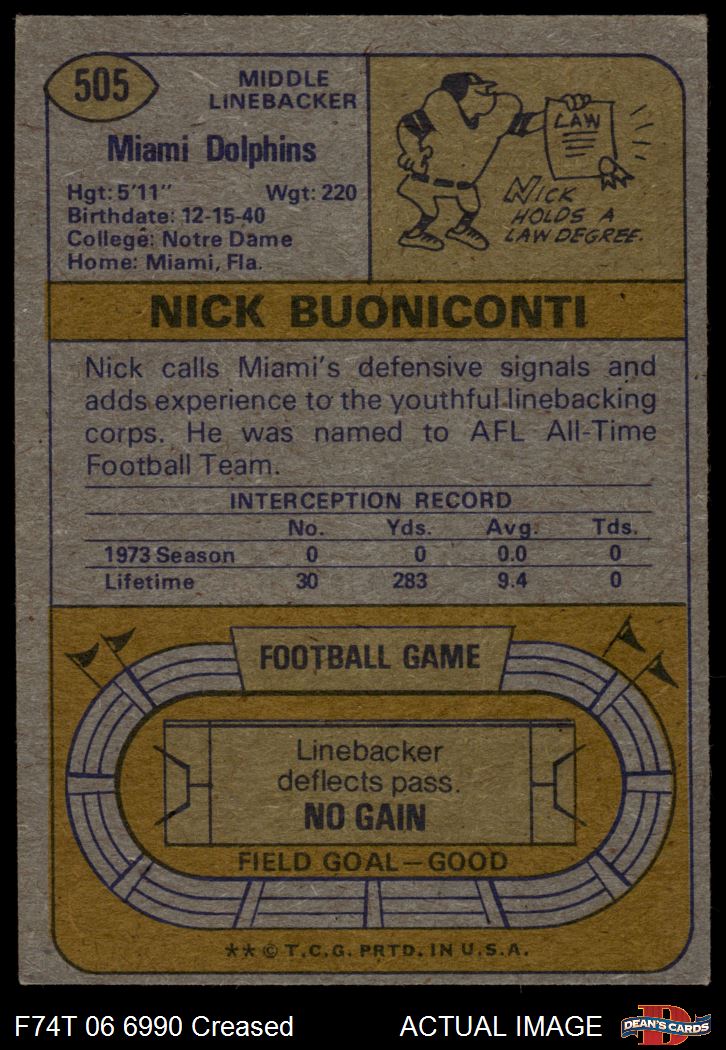 505
MIDDLE
LINEBACKER
Miami Dolphins
Hgt: 5'11" Wgt: 220
Birthdate: 12-15-40
College: Notre Dame
Home: Miami, Fla.
LAW
NICK
HOLDS A
LAW DEGREE.
NICK BUONICONTI
Nick calls Miami's defensive signals and
adds experience to the youthful linebacking
corps. He was named to AFL All-Time
Football Team.
INTERCEPTION RECORD
No. Yds. Avg. Tds.
1973 Season 0 0 0.0 0
Lifetime 30 283 9.4 0
FOOTBALL GAME
Linebacker
deflects pass.
NO GAIN
FIELD GOAL—GOOD
** © T.C.G. PRTD. IN U.S.A.
F74T 06 6990 Creased ACTUAL IMAGE
D
DEAN'S CARDS